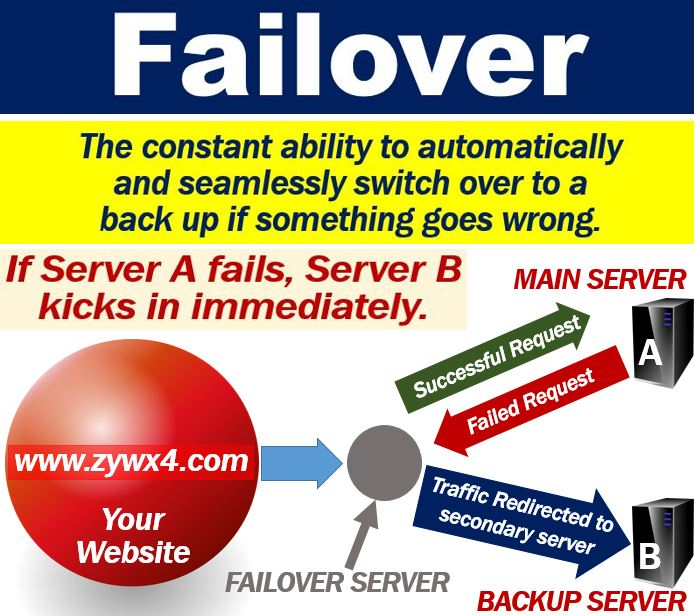 Failover
The constant ability to automatically
and seamlessly switch over to a
back up if something goes wrong.
If Server A fails, Server B
kicks in immediately.
MAIN SERVER
A
Successful Request
Failed Request
www.zywx4.com
Your
Website
Traffic Redirected to
secondary server
B
FAILOVER SERVER
BACKUP SERVER